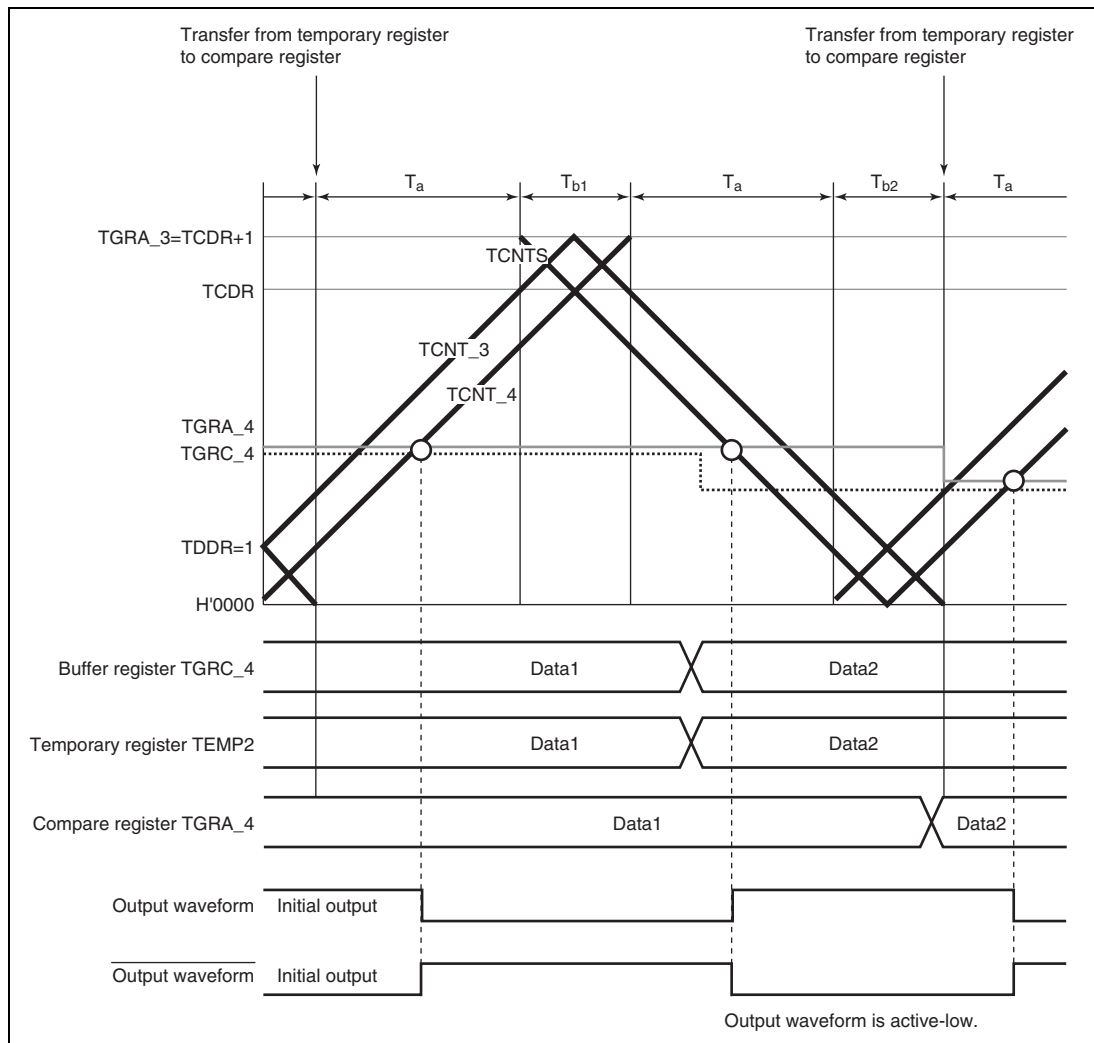 Transfer from temporary register
to compare register
Transfer from temporary register
to compare register
Ta
Tb1
Ta
Tb2
Ta
TGRA_3=TCDR+1
TCNTS
TCDR
TCNT_3
TCNT_4
TGRA_4
TGRC_4
TDDR=1
H'0000
Buffer register TGRC_4
Data1
Data2
Temporary register TEMP2
Data1
Data2
Compare register TGRA_4
Data1
Data2
Output waveform
Initial output
Output waveform
Initial output
Output waveform is active-low.